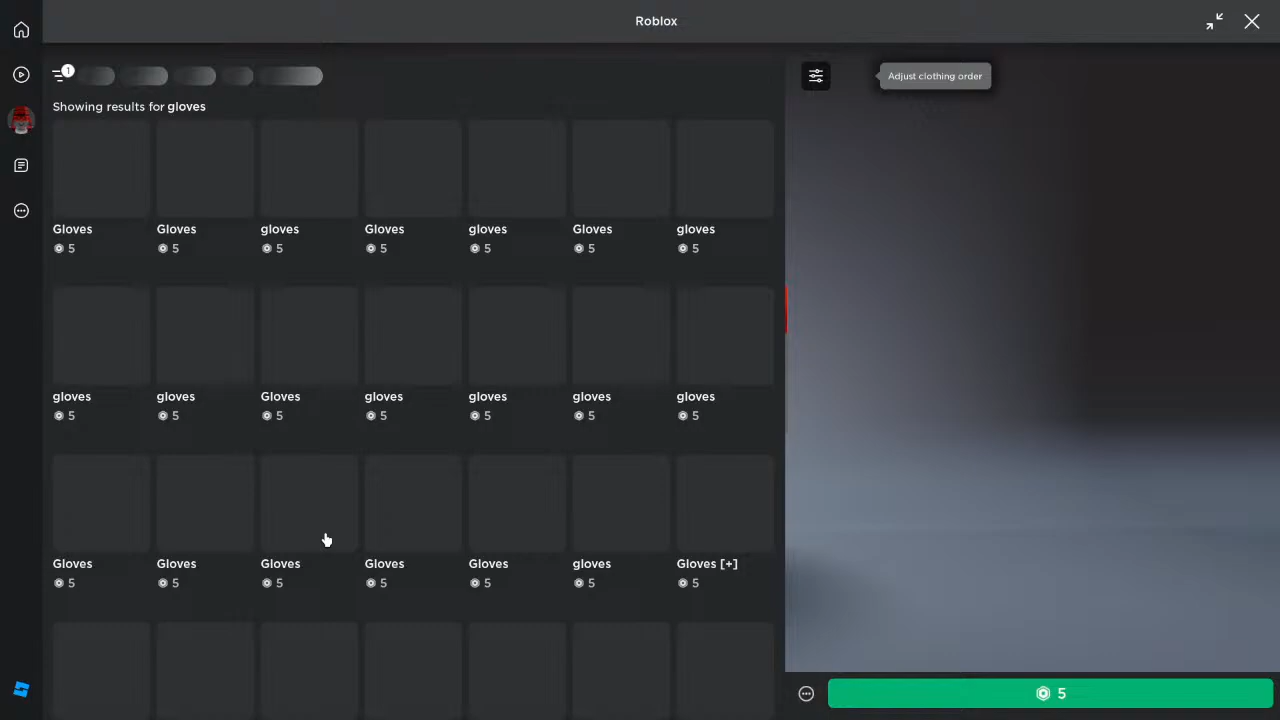 Roblox
1
Adjust clothing order
Showing results for gloves
Gloves Gloves gloves Gloves gloves Gloves gloves
5 5 5 5 5 5 5
gloves gloves Gloves gloves gloves gloves gloves
5 5 5 5 5 5 5
Gloves Gloves Gloves Gloves Gloves gloves Gloves [+]
5 5 5 5 5 5 5
5